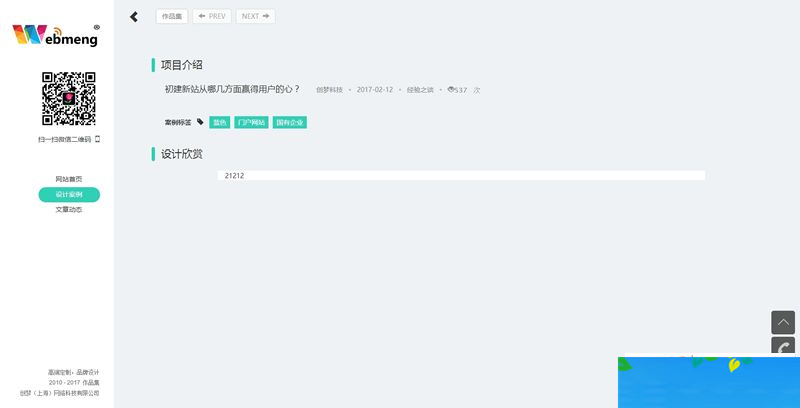 Webmeng®
扫一扫微信二维码
网站首页
设计案例
文章动态
高端定制，品牌设计
2010 - 2017 作品集
创梦（上海）网络科技有限公司
作品集 PREV NEXT
项目介绍
初建新站从哪几方面赢得用户的心？ 创梦科技 • 2017-02-12 • 经验之谈 • 537 次
案例标签 蓝色 门户网站 国有企业
设计欣赏
21212